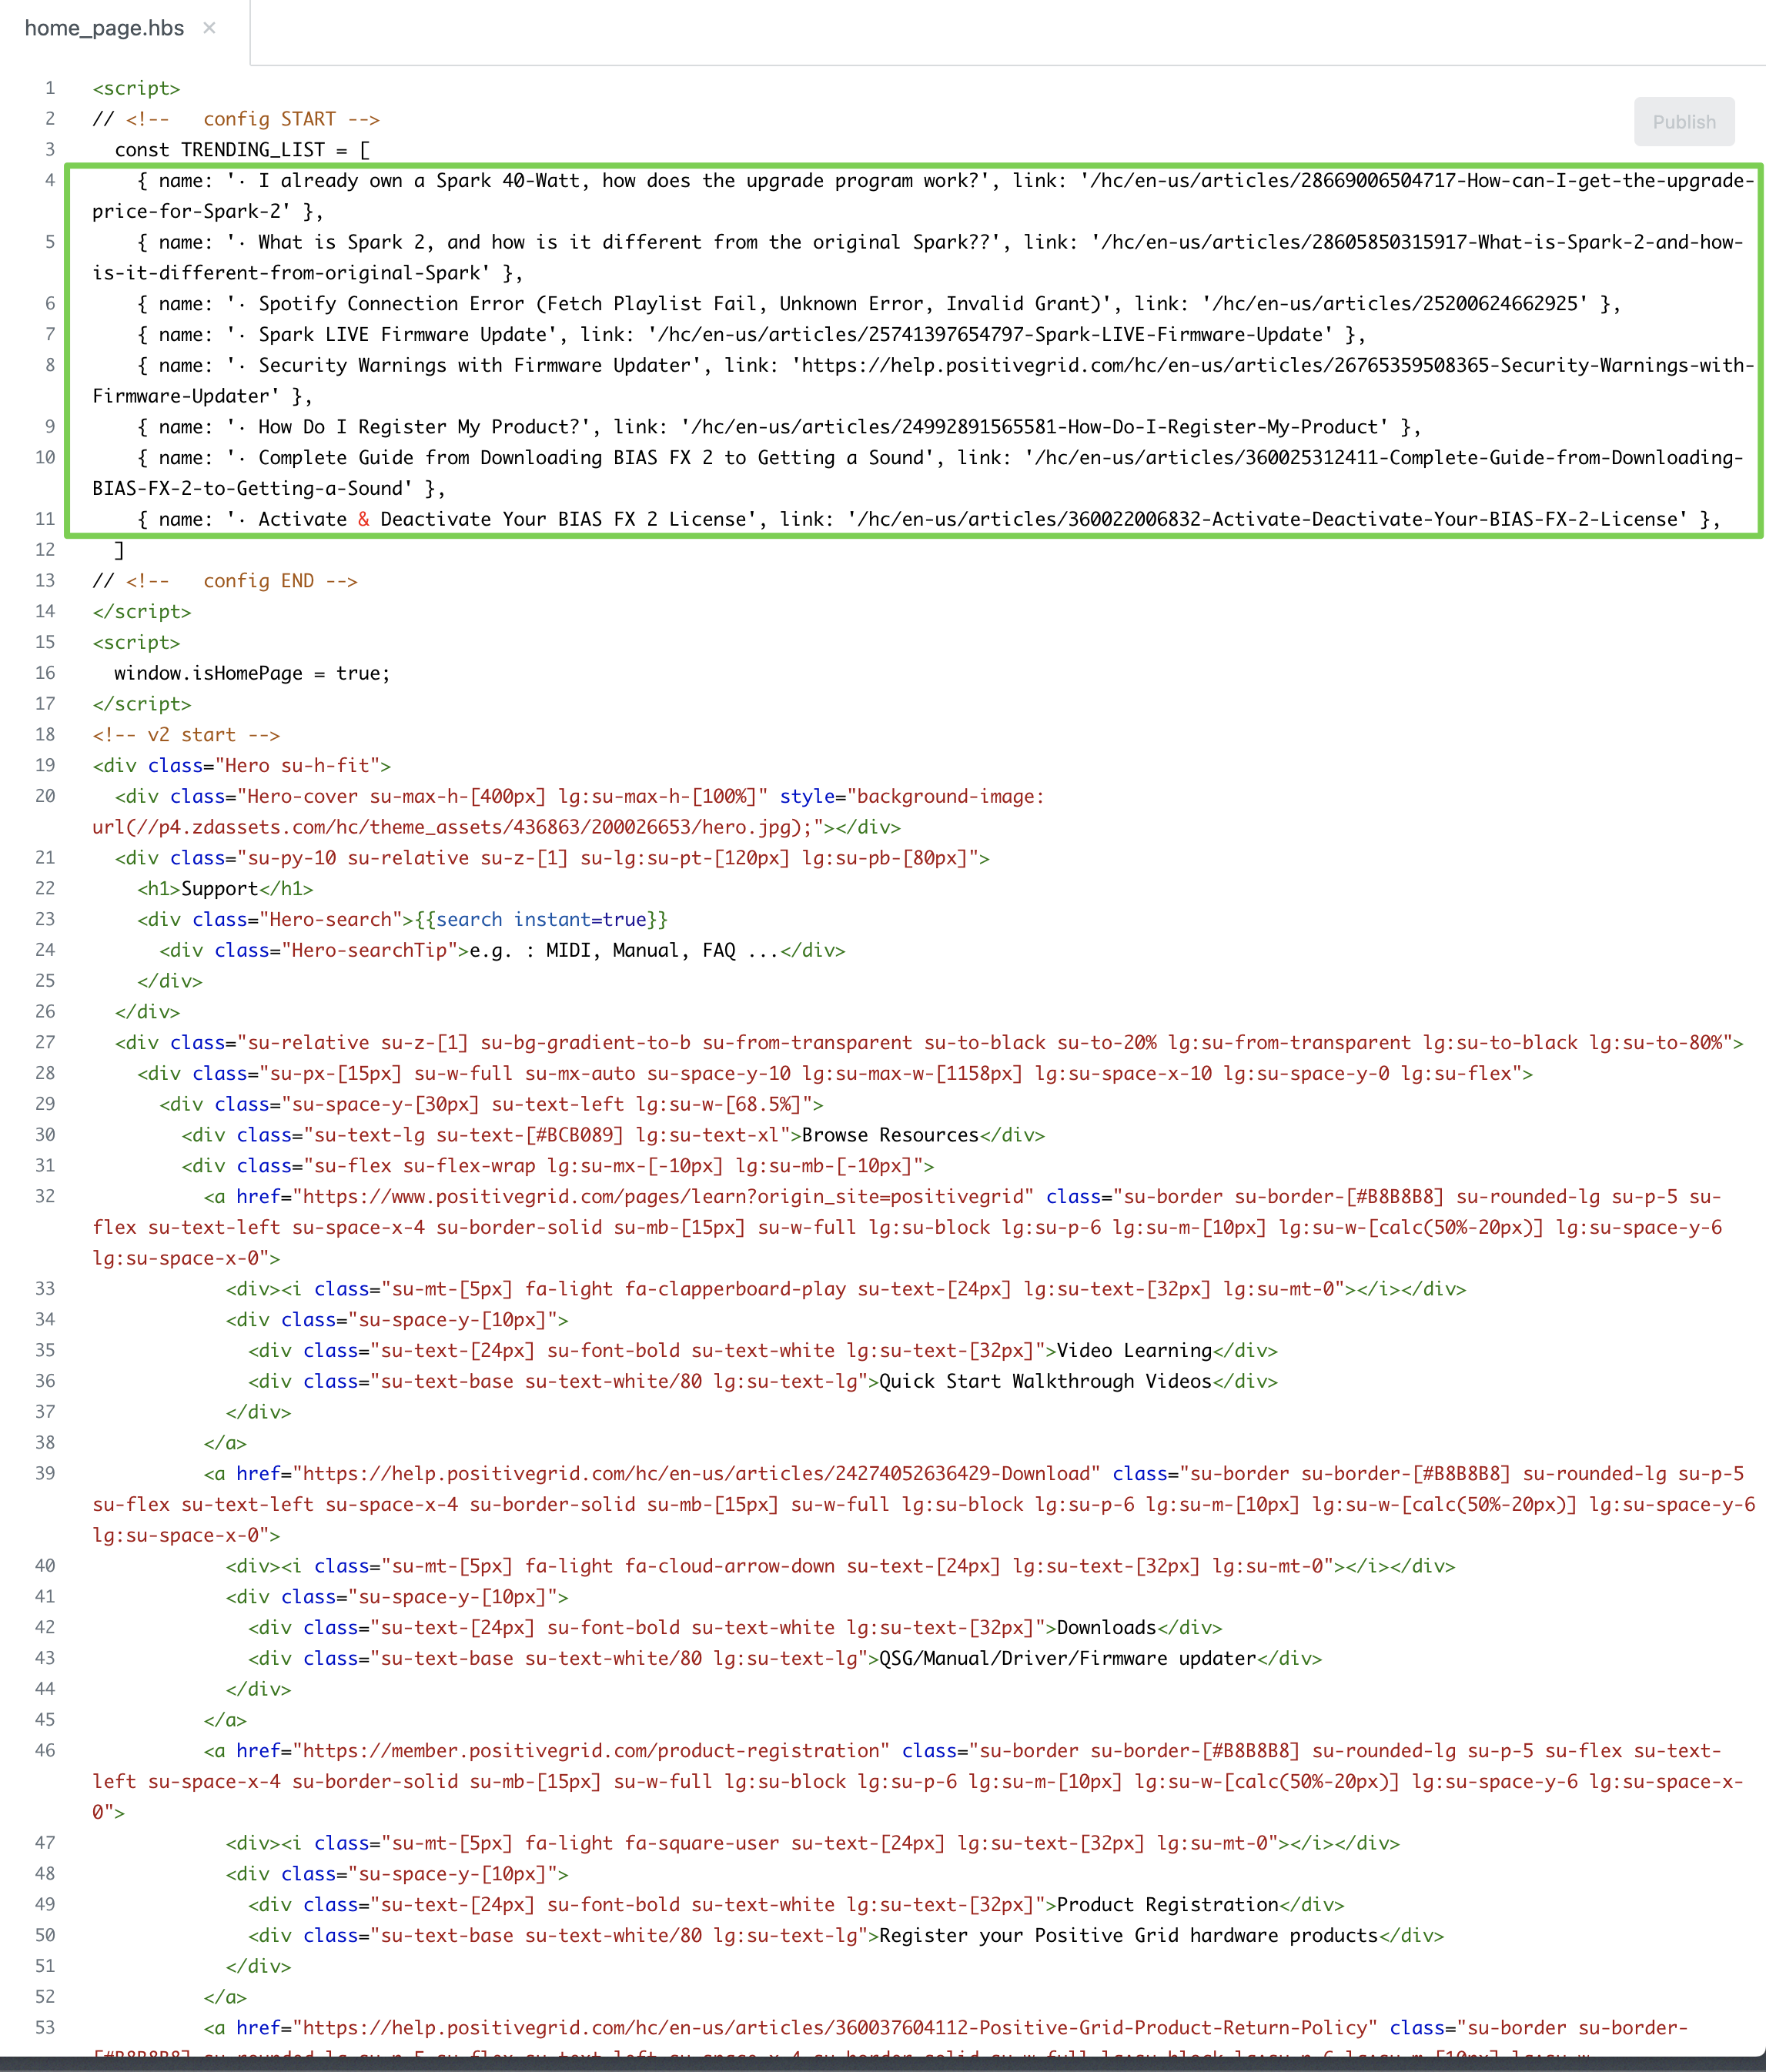 home_page.hbs ×
Publish
1 <script>
2 // <!--   config START -->
3   const TRENDING_LIST = [
4     { name: '· I already own a Spark 40-Watt, how does the upgrade program work?', link: '/hc/en-us/articles/28669006504717-How-can-I-get-the-upgrade-
price-for-Spark-2' },
5     { name: '· What is Spark 2, and how is it different from the original Spark??', link: '/hc/en-us/articles/28605850315917-What-is-Spark-2-and-how-
is-it-different-from-original-Spark' },
6     { name: '· Spotify Connection Error (Fetch Playlist Fail, Unknown Error, Invalid Grant)', link: '/hc/en-us/articles/25200624662925' },
7     { name: '· Spark LIVE Firmware Update', link: '/hc/en-us/articles/25741397654797-Spark-LIVE-Firmware-Update' },
8     { name: '· Security Warnings with Firmware Updater', link: 'https://help.positivegrid.com/hc/en-us/articles/26765359508365-Security-Warnings-with-
Firmware-Updater' },
9     { name: '· How Do I Register My Product?', link: '/hc/en-us/articles/24992891565581-How-Do-I-Register-My-Product' },
10     { name: '· Complete Guide from Downloading BIAS FX 2 to Getting a Sound', link: '/hc/en-us/articles/360025312411-Complete-Guide-from-Downloading-
BIAS-FX-2-to-Getting-a-Sound' },
11     { name: '· Activate & Deactivate Your BIAS FX 2 License', link: '/hc/en-us/articles/360022006832-Activate-Deactivate-Your-BIAS-FX-2-License' },
12   ]
13 // <!--   config END -->
14 </script>
15 <script>
16   window.isHomePage = true;
17 </script>
18 <!-- v2 start -->
19 <div class="Hero su-h-fit">
20   <div class="Hero-cover su-max-h-[400px] lg:su-max-h-[100%]" style="background-image:
url(//p4.zdassets.com/hc/theme_assets/436863/200026653/hero.jpg);"></div>
21   <div class="su-py-10 su-relative su-z-[1] su-lg:su-pt-[120px] lg:su-pb-[80px]">
22     <h1>Support</h1>
23     <div class="Hero-search">{{search instant=true}}
24       <div class="Hero-searchTip">e.g. : MIDI, Manual, FAQ ...</div>
25     </div>
26   </div>
27   <div class="su-relative su-z-[1] su-bg-gradient-to-b su-from-transparent su-to-black su-to-20% lg:su-from-transparent lg:su-to-black lg:su-to-80%">
28     <div class="su-px-[15px] su-w-full su-mx-auto su-space-y-10 lg:su-max-w-[1158px] lg:su-space-x-10 lg:su-space-y-0 lg:su-flex">
29       <div class="su-space-y-[30px] su-text-left lg:su-w-[68.5%]">
30         <div class="su-text-lg su-text-[#BCB089] lg:su-text-xl">Browse Resources</div>
31         <div class="su-flex su-flex-wrap lg:su-mx-[-10px] lg:su-mb-[-10px]">
32           <a href="https://www.positivegrid.com/pages/learn?origin_site=positivegrid" class="su-border su-border-[#B8B8B8] su-rounded-lg su-p-5 su-
flex su-text-left su-space-x-4 su-border-solid su-mb-[15px] su-w-full lg:su-block lg:su-p-6 lg:su-m-[10px] lg:su-w-[calc(50%-20px)] lg:su-space-y-6
lg:su-space-x-0">
33             <div><i class="su-mt-[5px] fa-light fa-clapperboard-play su-text-[24px] lg:su-text-[32px] lg:su-mt-0"></i></div>
34             <div class="su-space-y-[10px]">
35               <div class="su-text-[24px] su-font-bold su-text-white lg:su-text-[32px]">Video Learning</div>
36               <div class="su-text-base su-text-white/80 lg:su-text-lg">Quick Start Walkthrough Videos</div>
37             </div>
38           </a>
39           <a href="https://help.positivegrid.com/hc/en-us/articles/24274052636429-Download" class="su-border su-border-[#B8B8B8] su-rounded-lg su-p-5
su-flex su-text-left su-space-x-4 su-border-solid su-mb-[15px] su-w-full lg:su-block lg:su-p-6 lg:su-m-[10px] lg:su-w-[calc(50%-20px)] lg:su-space-y-6
lg:su-space-x-0">
40             <div><i class="su-mt-[5px] fa-light fa-cloud-arrow-down su-text-[24px] lg:su-text-[32px] lg:su-mt-0"></i></div>
41             <div class="su-space-y-[10px]">
42               <div class="su-text-[24px] su-font-bold su-text-white lg:su-text-[32px]">Downloads</div>
43               <div class="su-text-base su-text-white/80 lg:su-text-lg">QSG/Manual/Driver/Firmware updater</div>
44             </div>
45           </a>
46           <a href="https://member.positivegrid.com/product-registration" class="su-border su-border-[#B8B8B8] su-rounded-lg su-p-5 su-flex su-text-
left su-space-x-4 su-border-solid su-mb-[15px] su-w-full lg:su-block lg:su-p-6 lg:su-m-[10px] lg:su-w-[calc(50%-20px)] lg:su-space-y-6 lg:su-space-x-
0">
47             <div><i class="su-mt-[5px] fa-light fa-square-user su-text-[24px] lg:su-text-[32px] lg:su-mt-0"></i></div>
48             <div class="su-space-y-[10px]">
49               <div class="su-text-[24px] su-font-bold su-text-white lg:su-text-[32px]">Product Registration</div>
50               <div class="su-text-base su-text-white/80 lg:su-text-lg">Register your Positive Grid hardware products</div>
51             </div>
52           </a>
53           <a href="https://help.positivegrid.com/hc/en-us/articles/360037604112-Positive-Grid-Product-Return-Policy" class="su-border su-border-